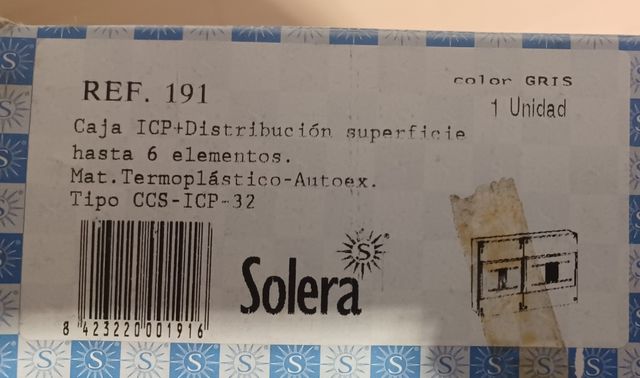 color GRIS
REF. 191
1 Unidad
Caja ICP+Distribución superficie
hasta 6 elementos.
Mat.Termoplástico-Autoex.
Tipo CCS-ICP-32
Solera
S
®
8 423220 001916